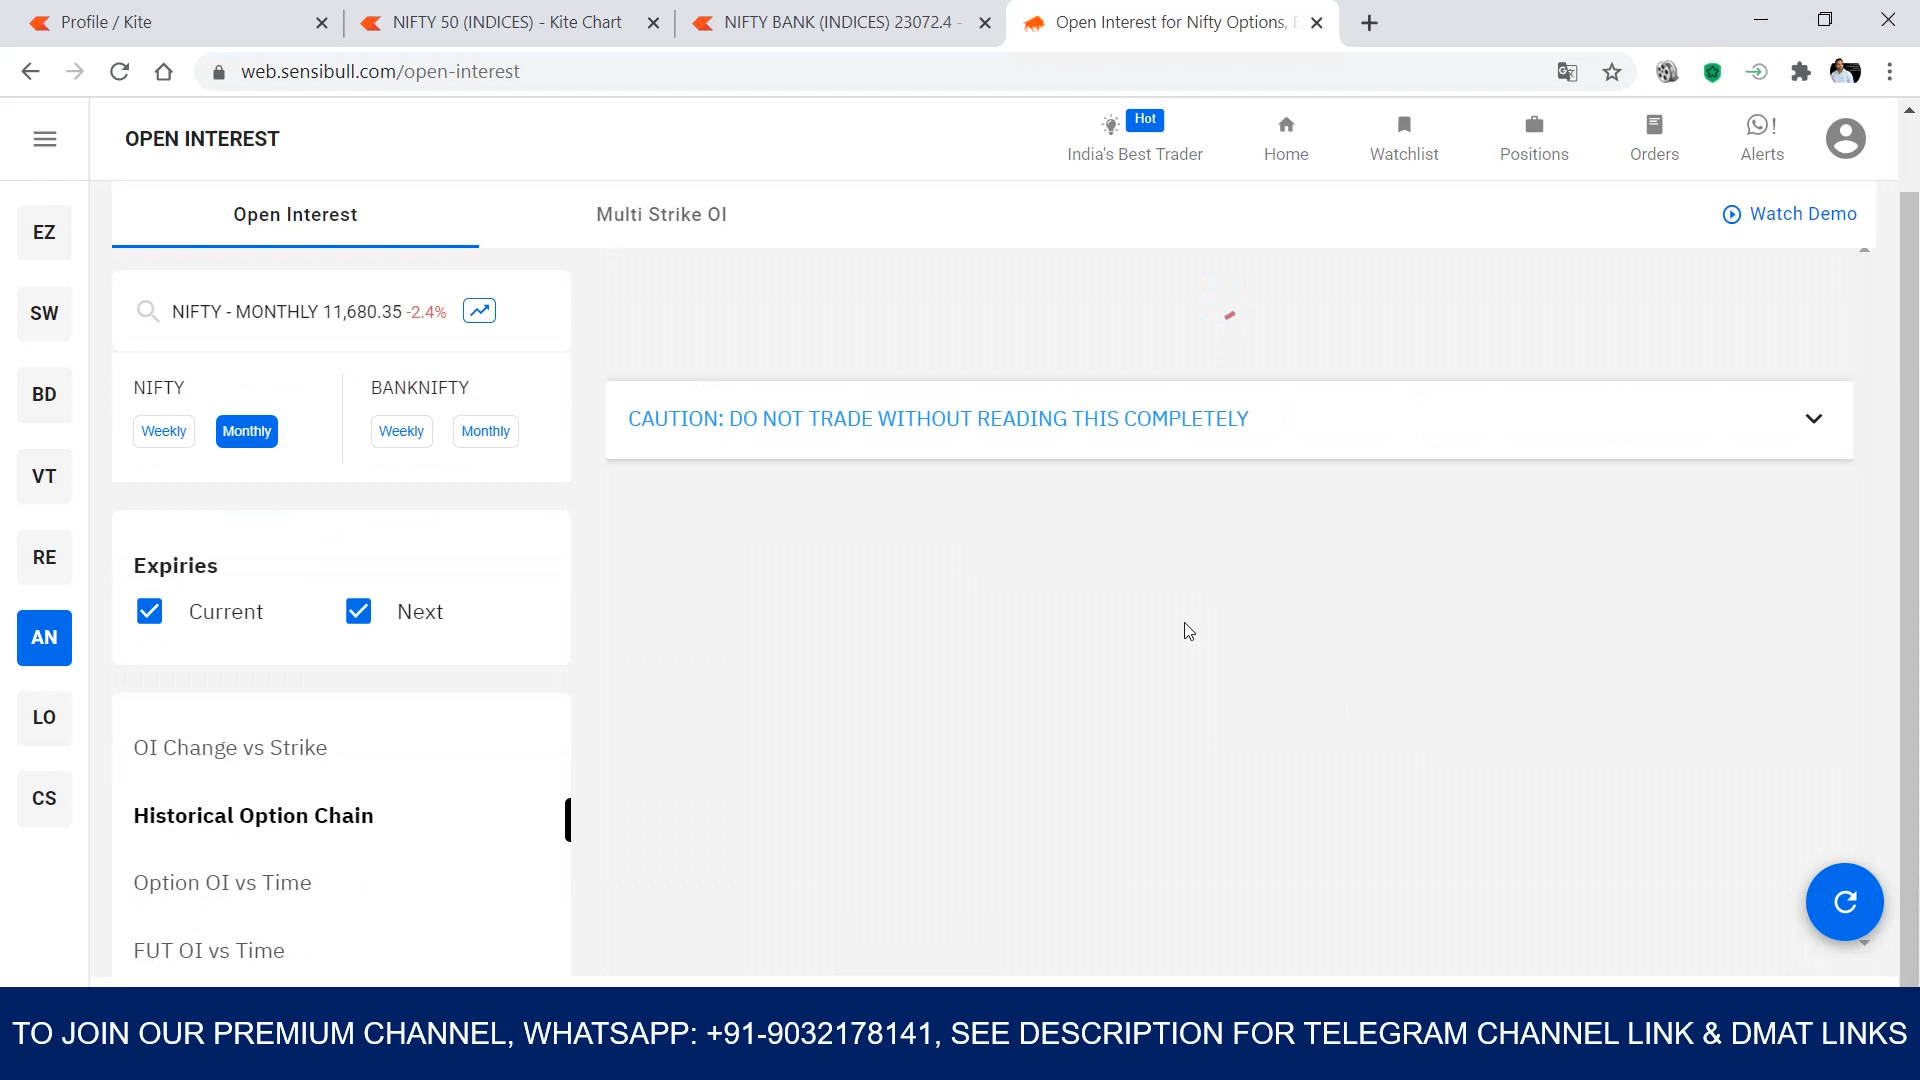 Profile / Kite
NIFTY 50 (INDICES) - Kite Chart
NIFTY BANK (INDICES) 23072.4 -
Open Interest for Nifty Options,
web.sensibull.com/open-interest
OPEN INTEREST
Hot
India's Best Trader
Home
Watchlist
Positions
Orders
!
Alerts
EZ
SW
BD
VT
RE
AN
LO
CS
Open Interest
Multi Strike OI
Watch Demo
NIFTY - MONTHLY 11,680.35 -2.4%
NIFTY
BANKNIFTY
Weekly
Monthly
Weekly
Monthly
Expiries
Current
Next
OI Change vs Strike
Historical Option Chain
Option OI vs Time
FUT OI vs Time
CAUTION: DO NOT TRADE WITHOUT READING THIS COMPLETELY
TO JOIN OUR PREMIUM CHANNEL, WHATSAPP: +91-9032178141, SEE DESCRIPTION FOR TELEGRAM CHANNEL LINK & DMAT LINKS